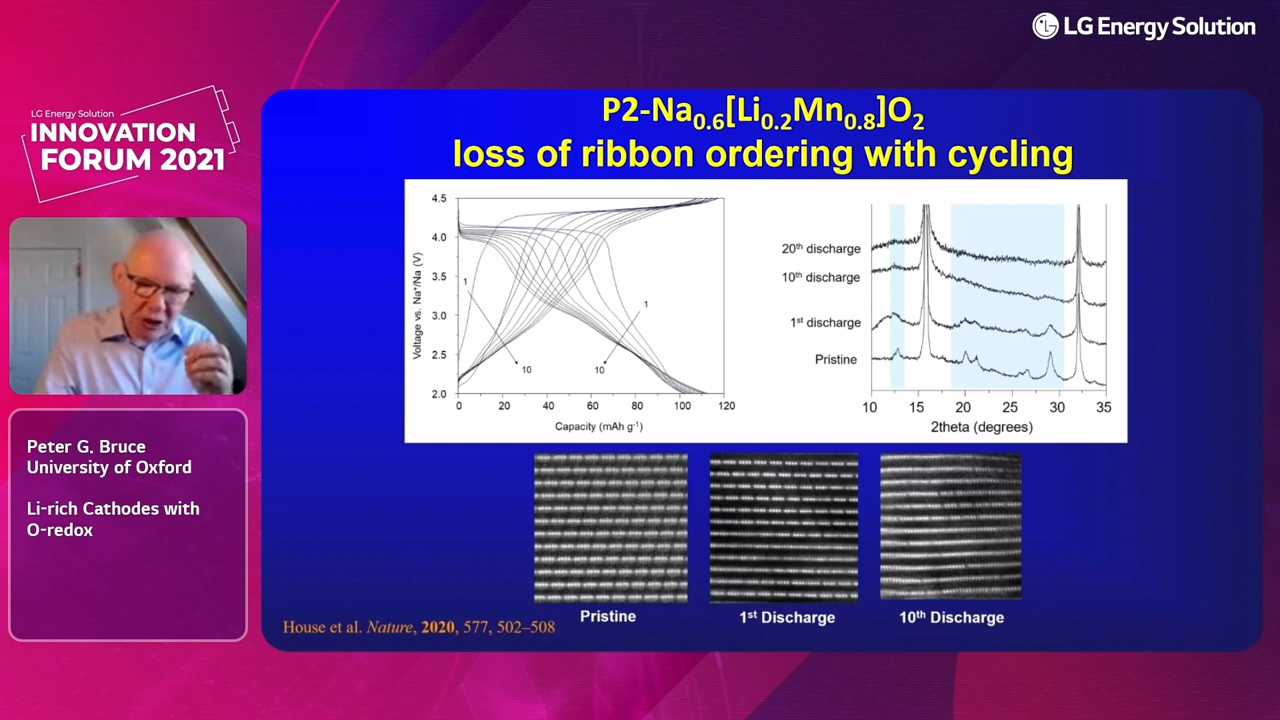 LG Energy Solution
LG Energy Solution
INNOVATION
FORUM 2021
P2-Na0.6[Li0.2Mn0.8]O2
loss of ribbon ordering with cycling
4.5
4.0
3.5
3.0
2.5
2.0
Voltage vs. Na⁺/Na (V)
1
10
1
10
0
20
40
60
80
100
120
Capacity (mAh g⁻¹)
20th discharge
10th discharge
1st discharge
Pristine
10
15
20
25
30
35
2theta (degrees)
Pristine
1st Discharge
10th Discharge
House et al. Nature, 2020, 577, 502–508
Peter G. Bruce
University of Oxford
Li-rich Cathodes with
O-redox